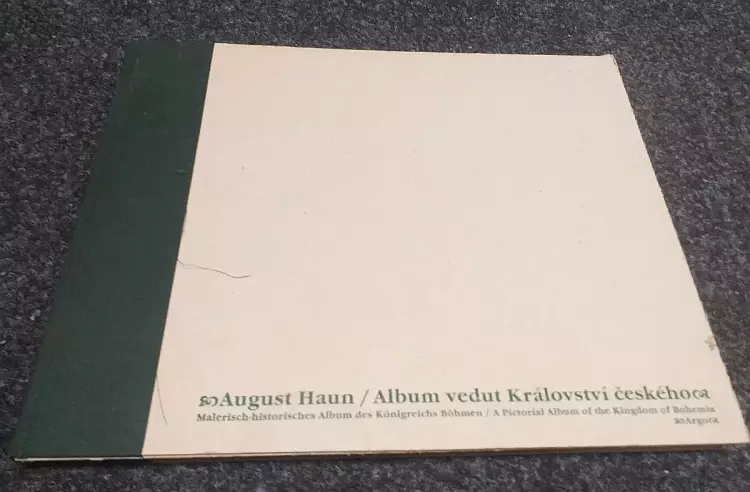 August Haun / Album vedut Království českého
Malerisch-historisches Album des Königreichs Böhmen / A Pictorial Album of the Kingdom of Bohemia
Argo